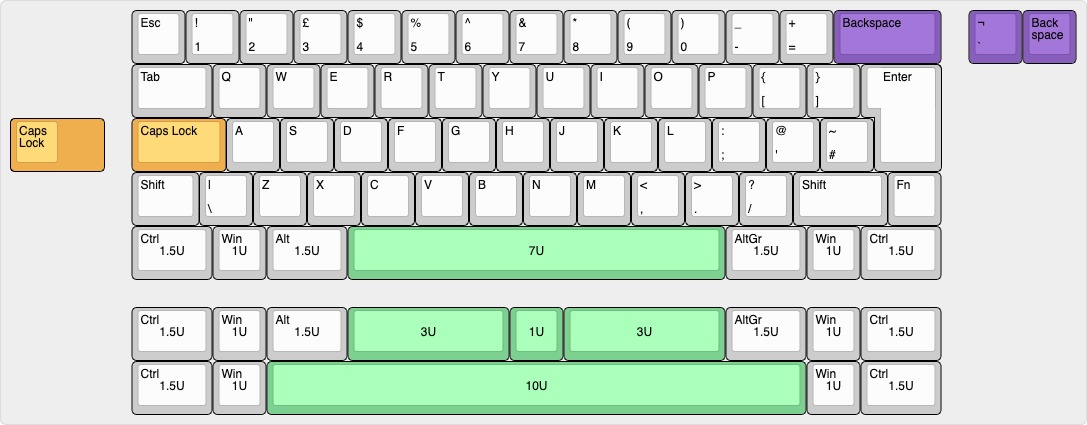 Esc ! " £ $ % ^ & * ( ) _ + Backspace ¬ Back
1 2 3 4 5 6 7 8 9 0 - = ` space
Tab Q W E R T Y U I O P { } Enter
[ ]
Caps Caps Lock A S D F G H J K L : @ ~
Lock ; ' #
Shift | Z X C V B N M < > ? Shift Fn
\ , . /
Ctrl Win Alt AltGr Win Ctrl
1.5U 1U 1.5U 7U 1.5U 1U 1.5U
Ctrl Win Alt AltGr Win Ctrl
1.5U 1U 1.5U 3U 1U 3U 1.5U 1U 1.5U
Ctrl Win Win Ctrl
1.5U 1U 10U 1U 1.5U